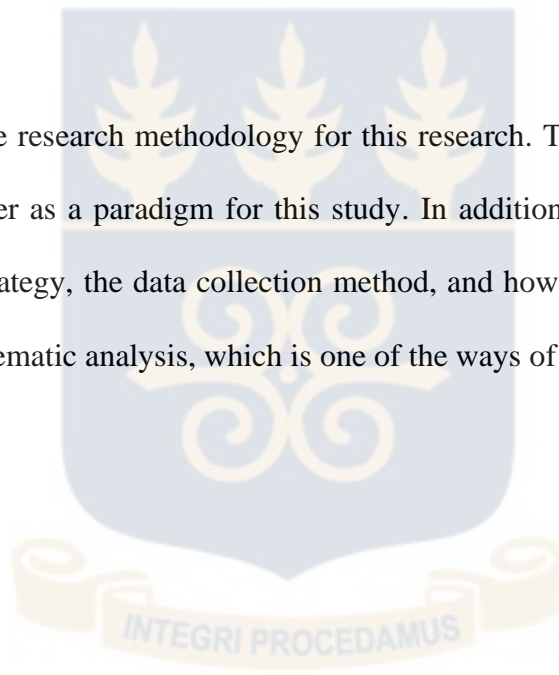 e research methodology for this research. T
er as a paradigm for this study. In addition
ategy, the data collection method, and how
ematic analysis, which is one of the ways of
INTEGRI PROCEDAMUS